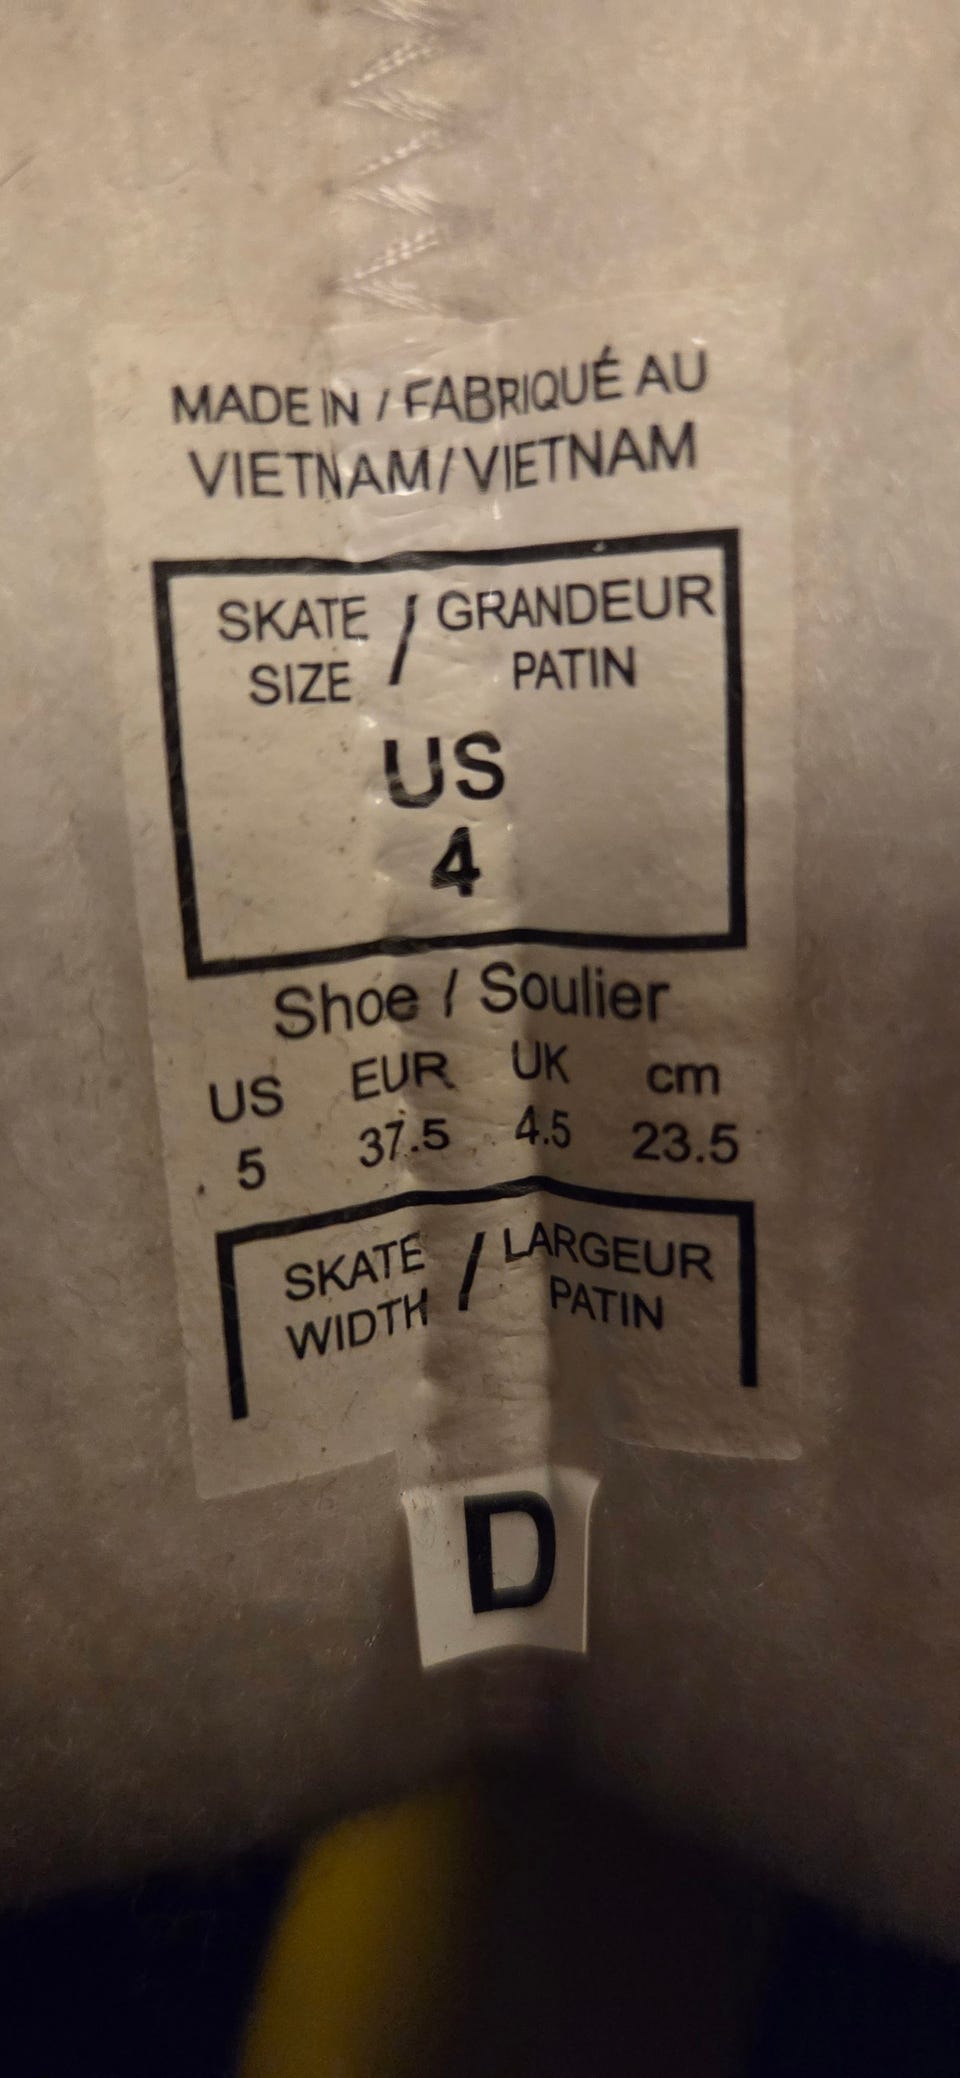 MADE IN / FABRIQUÉ AU
VIETNAM/VIETNAM
SKATE / GRANDEUR
SIZE PATIN
US
4
Shoe / Soulier
US EUR UK cm
5 37.5 4.5 23.5
SKATE / LARGEUR
WIDTH PATIN
D